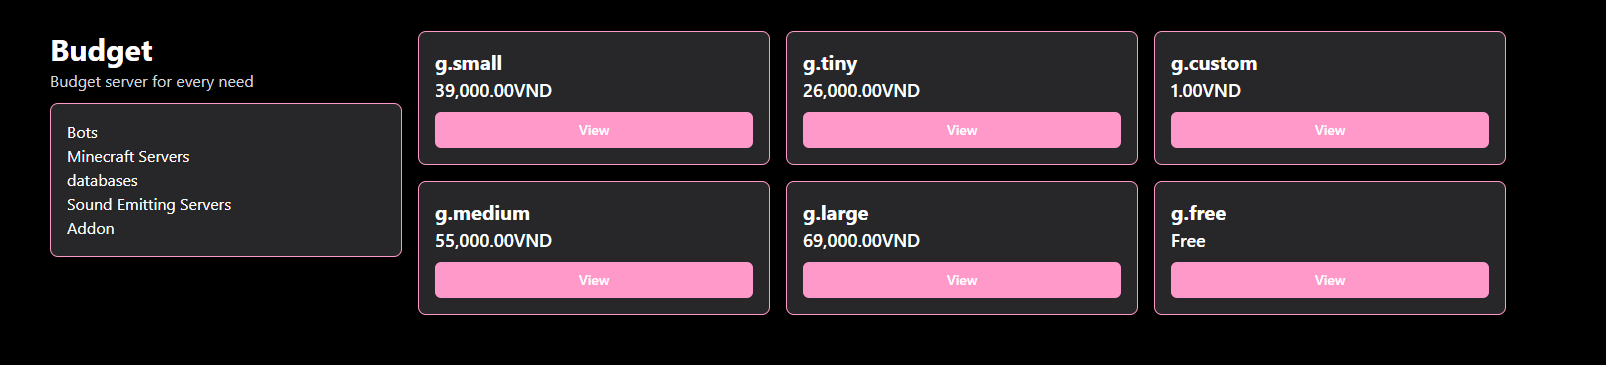 Budget
Budget server for every need
Bots
Minecraft Servers
databases
Sound Emitting Servers
Addon
g.small
39,000.00VND
View
g.tiny
26,000.00VND
View
g.custom
1.00VND
View
g.medium
55,000.00VND
View
g.large
69,000.00VND
View
g.free
Free
View